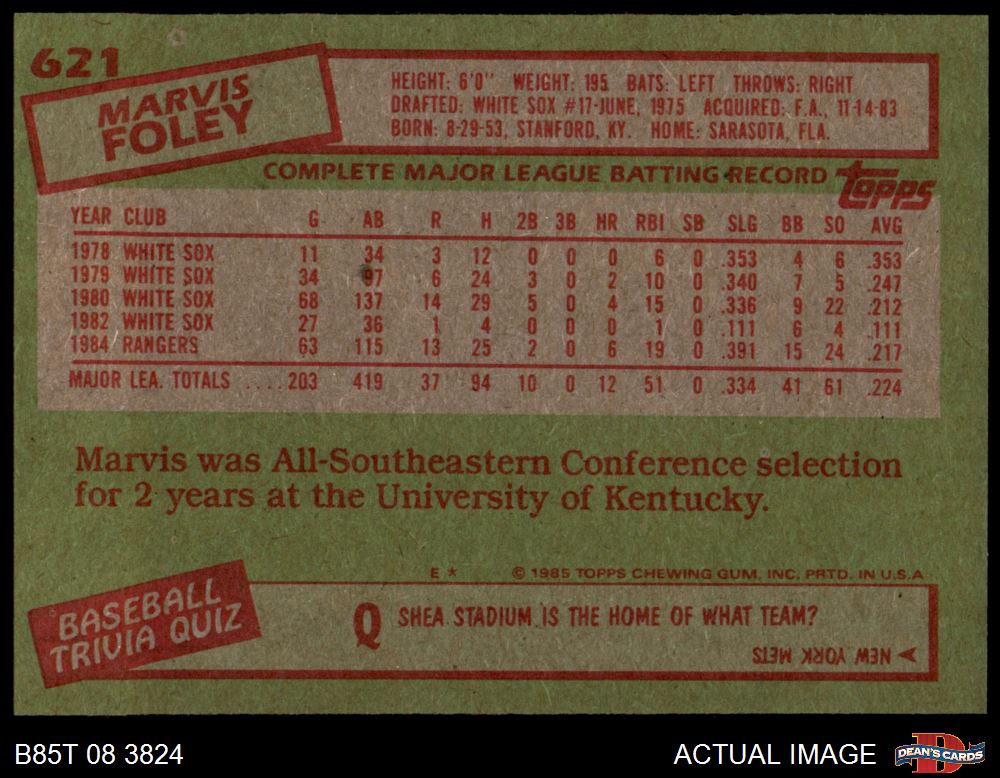 621
MARVIS
FOLEY
HEIGHT: 6'0" WEIGHT: 195 BATS: LEFT THROWS: RIGHT
DRAFTED: WHITE SOX #17-JUNE, 1975 ACQUIRED: F.A., 11-14-83
BORN: 8-29-53, STANFORD, KY. HOME: SARASOTA, FLA.
COMPLETE MAJOR LEAGUE BATTING RECORD topps
YEAR CLUB G AB R H 2B 3B HR RBI SB SLG BB SO AVG
1978 WHITE SOX 11 34 3 12 0 0 0 6 0 .353 4 6 .353
1979 WHITE SOX 34 97 6 24 3 0 2 10 0 .340 7 5 .247
1980 WHITE SOX 68 137 14 29 5 0 4 15 0 .336 9 22 .212
1982 WHITE SOX 27 36 1 4 0 0 0 1 0 .111 6 4 .111
1984 RANGERS 63 115 13 25 2 0 6 19 0 .391 15 24 .217
MAJOR LEA. TOTALS .... 203 419 37 94 10 0 12 51 0 .334 41 61 .224
Marvis was All-Southeastern Conference selection
for 2 years at the University of Kentucky.
E * © 1985 TOPPS CHEWING GUM, INC. PRTD. IN U.S.A
BASEBALL
TRIVIA QUIZ
Q SHEA STADIUM IS THE HOME OF WHAT TEAM?
NEW YORK METS
B85T 08 3824
ACTUAL IMAGE
D
DEAN'S CARDS